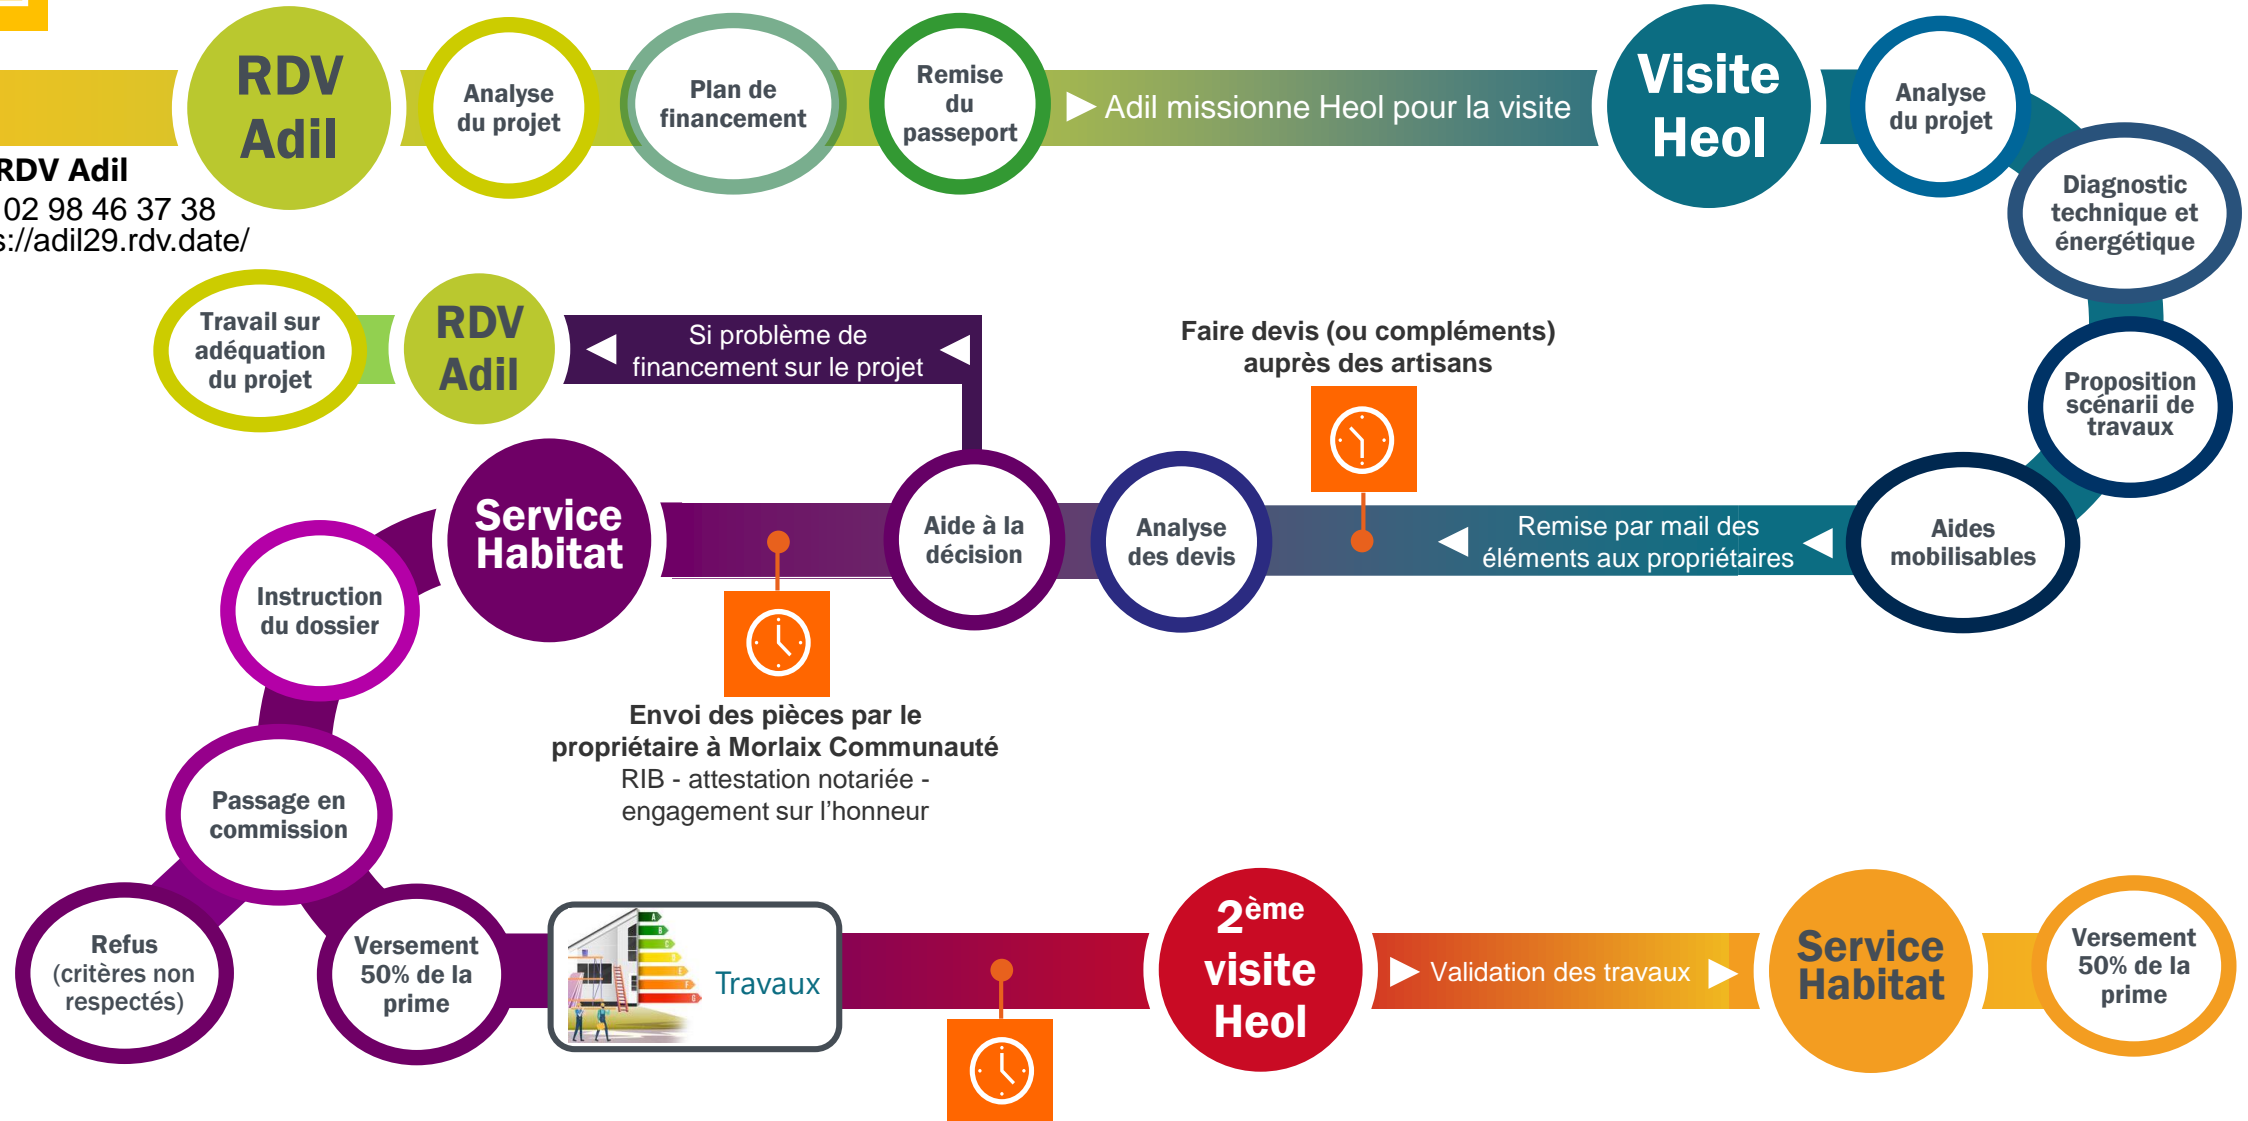 RDV
Adil
Analyse
du projet
Plan de
financement
Remise
du
passeport
Adil missionne Heol pour la visite
Visite
Heol
Analyse
du projet
RDV Adil
02 98 46 37 38
s://adil29.rdv.date/
Diagnostic
technique et
énergétique
Travail sur
adéquation
du projet
RDV
Adil
Si problème de
financement sur le projet
Faire devis (ou compléments)
auprès des artisans
Proposition
scénarii de
travaux
Service
Habitat
Aide à la
décision
Analyse
des devis
Remise par mail des
éléments aux propriétaires
Aides
mobilisables
Instruction
du dossier
Envoi des pièces par le
propriétaire à Morlaix Communauté
RIB - attestation notariée -
engagement sur l’honneur
Passage en
commission
Refus
(critères non
respectés)
Versement
50% de la
prime
A
B
C
D
E
F
G
Travaux
2ème
visite
Heol
Validation des travaux
Service
Habitat
Versement
50% de la
prime